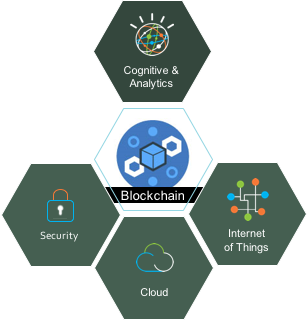 Cognitive &
Analytics
Blockchain
Security
Internet
of Things
Cloud